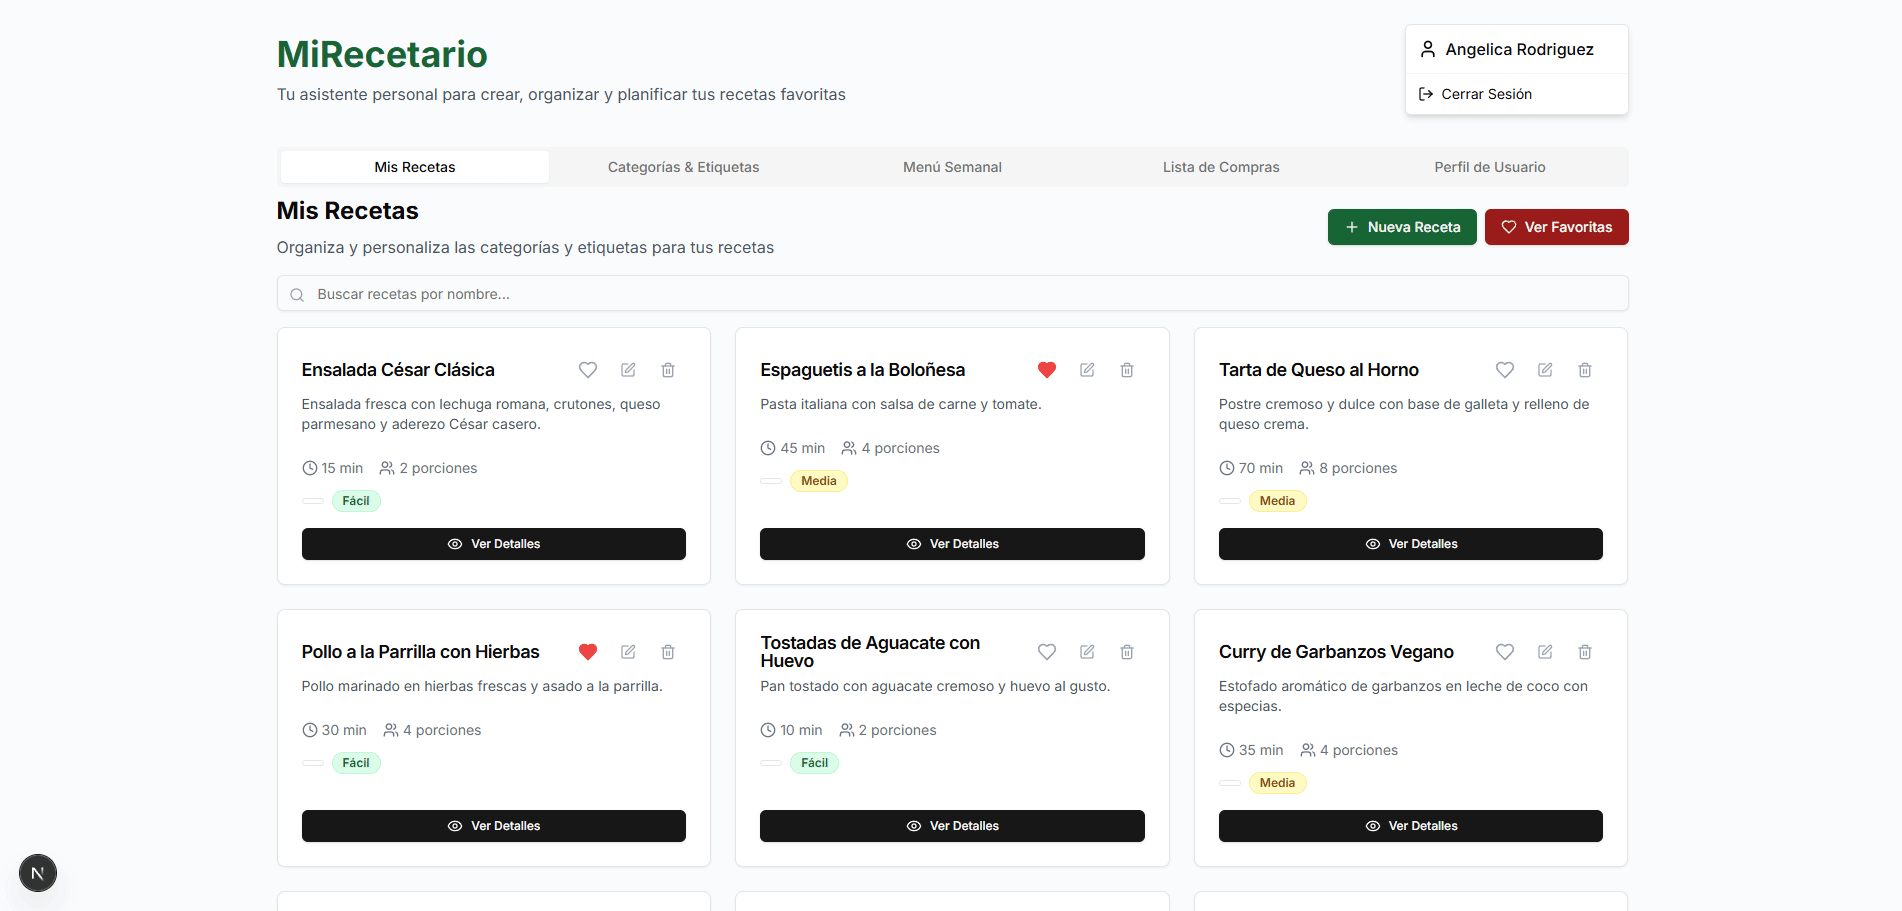 MiRecetario
Tu asistente personal para crear, organizar y planificar tus recetas favoritas
Angelica Rodriguez
Cerrar Sesión
Mis Recetas
Categorías & Etiquetas
Menú Semanal
Lista de Compras
Perfil de Usuario
Mis Recetas
Organiza y personaliza las categorías y etiquetas para tus recetas
Nueva Receta
Ver Favoritas
Buscar recetas por nombre...
Ensalada César Clásica
Ensalada fresca con lechuga romana, crutones, queso
parmesano y aderezo César casero.
15 min
2 porciones
Fácil
Ver Detalles
Espaguetis a la Boloñesa
Pasta italiana con salsa de carne y tomate.
45 min
4 porciones
Media
Ver Detalles
Tarta de Queso al Horno
Postre cremoso y dulce con base de galleta y relleno de
queso crema.
70 min
8 porciones
Media
Ver Detalles
Pollo a la Parrilla con Hierbas
Pollo marinado en hierbas frescas y asado a la parrilla.
30 min
4 porciones
Fácil
Ver Detalles
Tostadas de Aguacate con
Huevo
Pan tostado con aguacate cremoso y huevo al gusto.
10 min
2 porciones
Fácil
Ver Detalles
Curry de Garbanzos Vegano
Estofado aromático de garbanzos en leche de coco con
especias.
35 min
4 porciones
Media
Ver Detalles
N